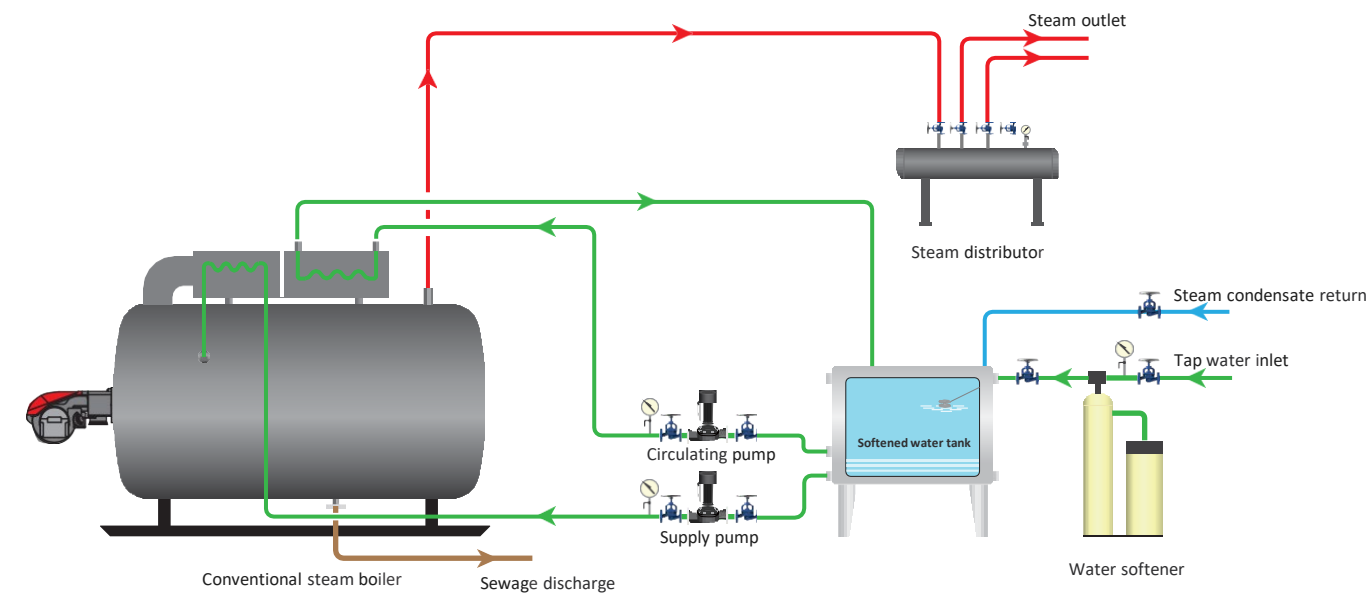 Steam outlet
Steam distributor
Steam condensate return
Tap water inlet
Softened water tank
Circulating pump
Supply pump
Water softener
Conventional steam boiler
Sewage discharge